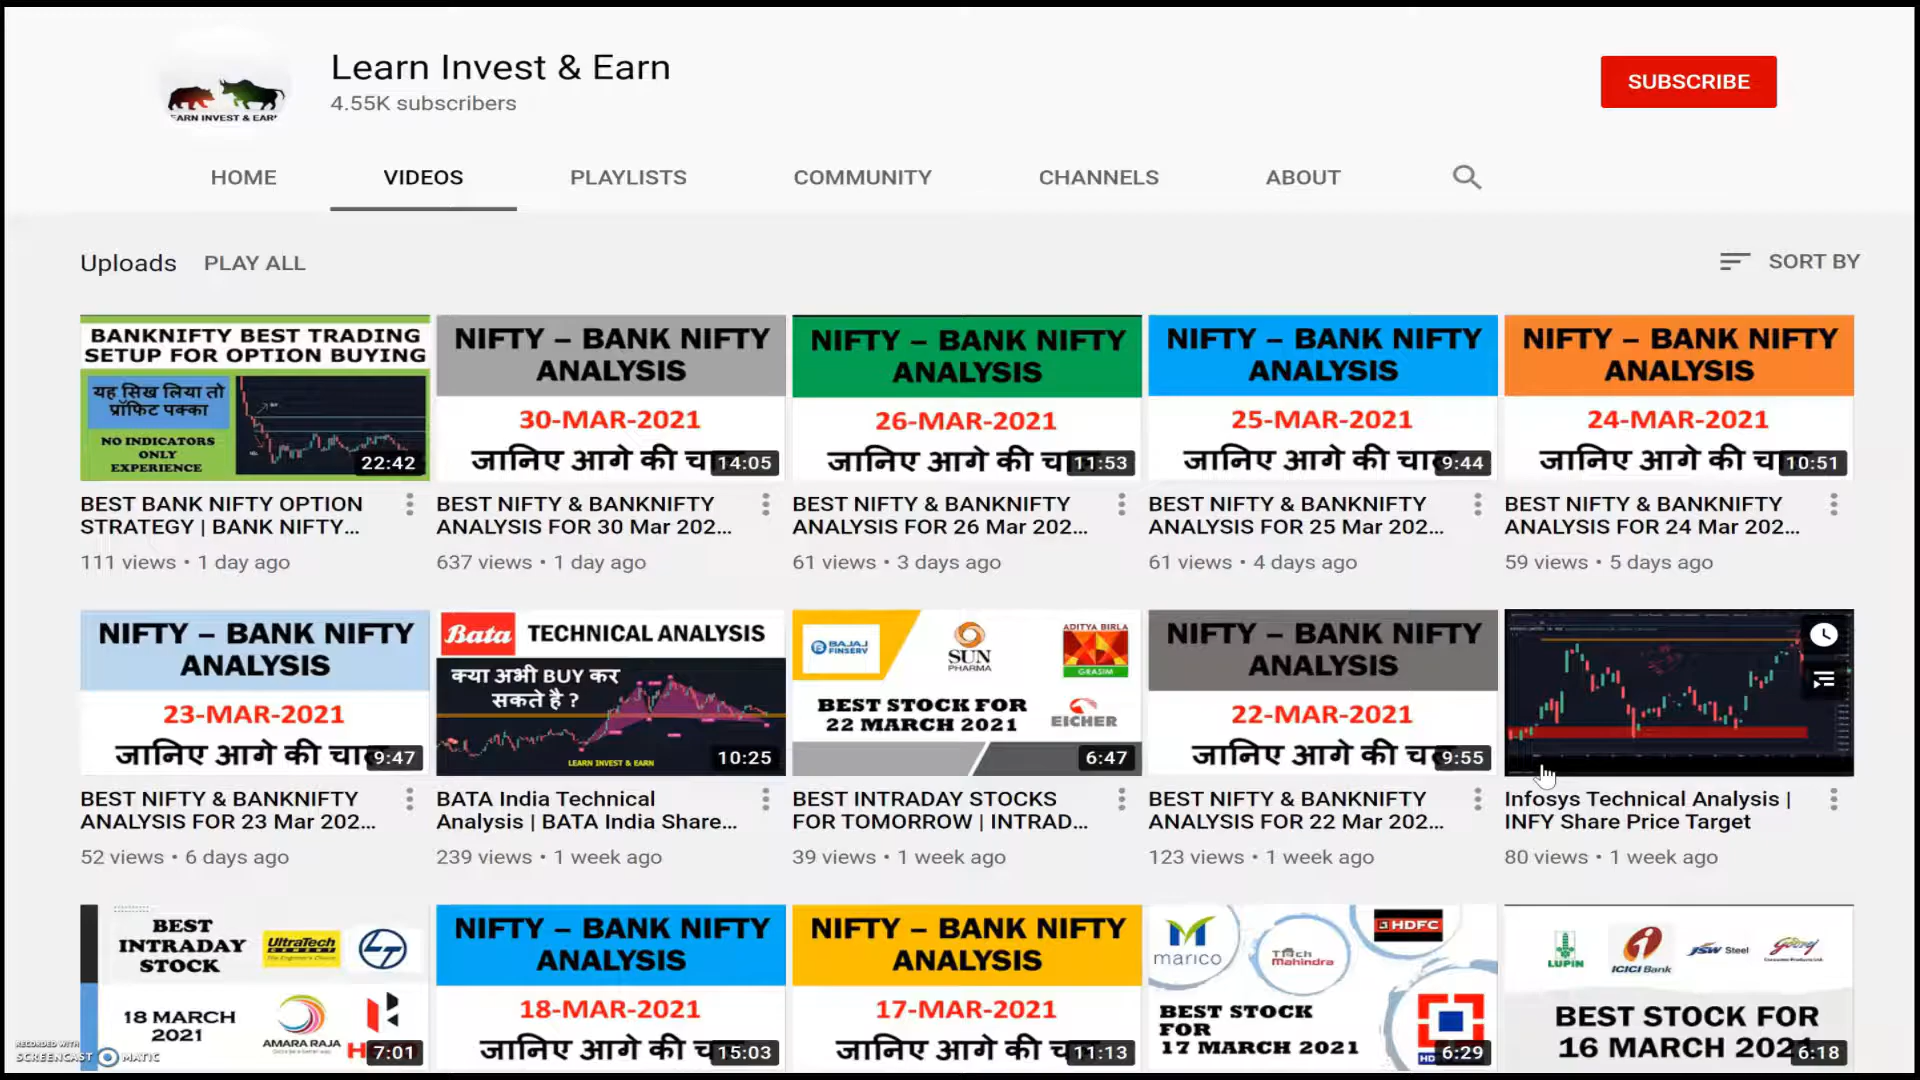 Learn Invest & Earn
4.55K subscribers
SUBSCRIBE
EARN INVEST & EAR
HOME
VIDEOS
PLAYLISTS
COMMUNITY
CHANNELS
ABOUT
Uploads
PLAY ALL
SORT BY
BANKNIFTY BEST TRADING
SETUP FOR OPTION BUYING
यह सिख लिया तो
प्रॉफिट पक्का
NO INDICATORS
ONLY
EXPERIENCE
22:42
BEST BANK NIFTY OPTION
STRATEGY | BANK NIFTY...
111 views • 1 day ago
NIFTY – BANK NIFTY
ANALYSIS
30-MAR-2021
जानिए आगे की
14:05
BEST NIFTY & BANKNIFTY
ANALYSIS FOR 30 Mar 202...
637 views • 1 day ago
NIFTY – BANK NIFTY
ANALYSIS
26-MAR-2021
जानिए आगे की
11:53
BEST NIFTY & BANKNIFTY
ANALYSIS FOR 26 Mar 202...
61 views • 3 days ago
NIFTY – BANK NIFTY
ANALYSIS
25-MAR-2021
जानिए आगे की
9:44
BEST NIFTY & BANKNIFTY
ANALYSIS FOR 25 Mar 202...
61 views • 4 days ago
NIFTY – BANK NIFTY
ANALYSIS
24-MAR-2021
जानिए आगे की
10:51
BEST NIFTY & BANKNIFTY
ANALYSIS FOR 24 Mar 202...
59 views • 5 days ago
NIFTY – BANK NIFTY
ANALYSIS
23-MAR-2021
जानिए आगे की
9:47
BEST NIFTY & BANKNIFTY
ANALYSIS FOR 23 Mar 202...
52 views • 6 days ago
Bata TECHNICAL ANALYSIS
क्या अभी BUY कर
सकते है ?
LEARN INVEST & EARN
10:25
BATA India Technical
Analysis | BATA India Share...
239 views • 1 week ago
BAJAJ
FINSERV
SUN
PHARMA
ADITYA BIRLA
GRASIM
BEST STOCK FOR
22 MARCH 2021
EICHER
6:47
BEST INTRADAY STOCKS
FOR TOMORROW | INTRAD...
39 views • 1 week ago
NIFTY – BANK NIFTY
ANALYSIS
22-MAR-2021
जानिए आगे की
9:55
BEST NIFTY & BANKNIFTY
ANALYSIS FOR 22 Mar 202...
123 views • 1 week ago
Infosys Technical Analysis |
INFY Share Price Target
80 views • 1 week ago
BEST
INTRADAY
STOCK
UltraTech
CEMENT
The Engineer's Choice
18 MARCH
2021
AMARA RAJA
7:01
NIFTY – BANK NIFTY
ANALYSIS
18-MAR-2021
जानिए आगे की
15:03
NIFTY – BANK NIFTY
ANALYSIS
17-MAR-2021
जानिए आगे की
11:13
marico
Tech
Mahindra
HDFC
BEST STOCK
FOR
17 MARCH 2021
6:29
LUPIN
ICICI Bank
JSW Steel
Godrej
BEST STOCK FOR
16 MARCH 2021
6:18
RECORDED WITH
SCREENCAST MATIC